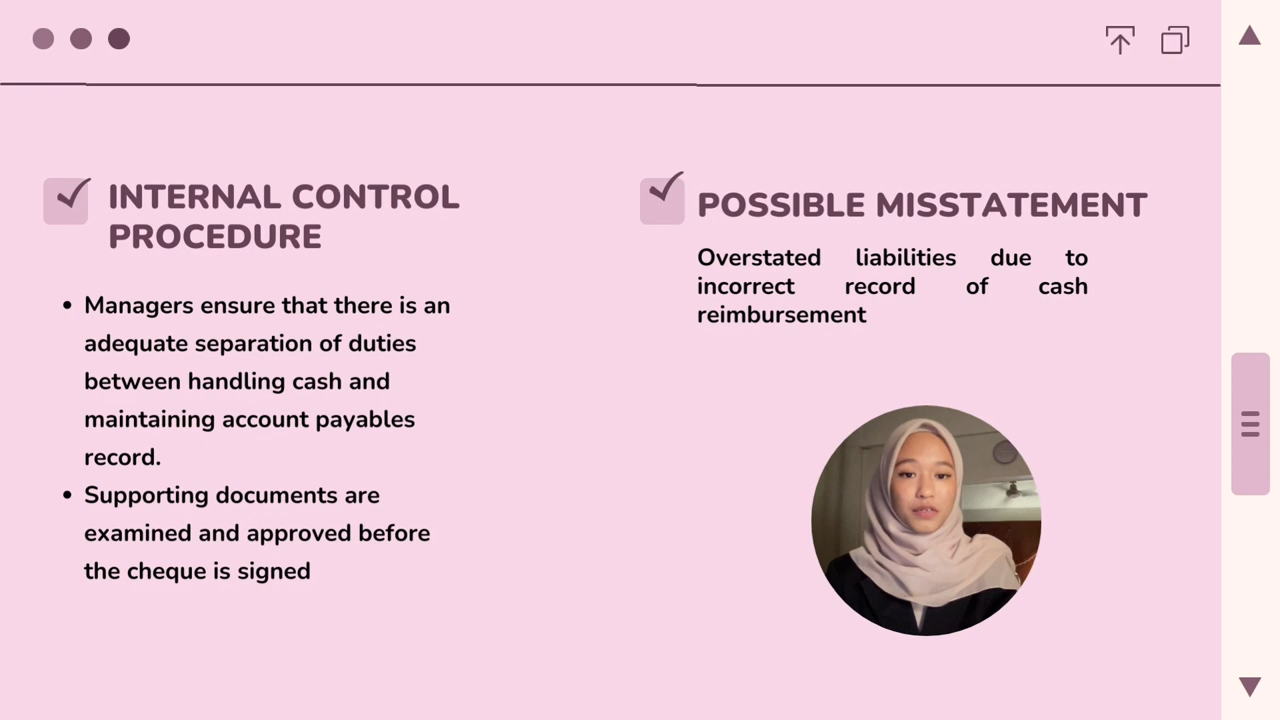 INTERNAL CONTROL
PROCEDURE
• Managers ensure that there is an
adequate separation of duties
between handling cash and
maintaining account payables
record.
• Supporting documents are
examined and approved before
the cheque is signed
POSSIBLE MISSTATEMENT
Overstated liabilities due to
incorrect record of cash
reimbursement